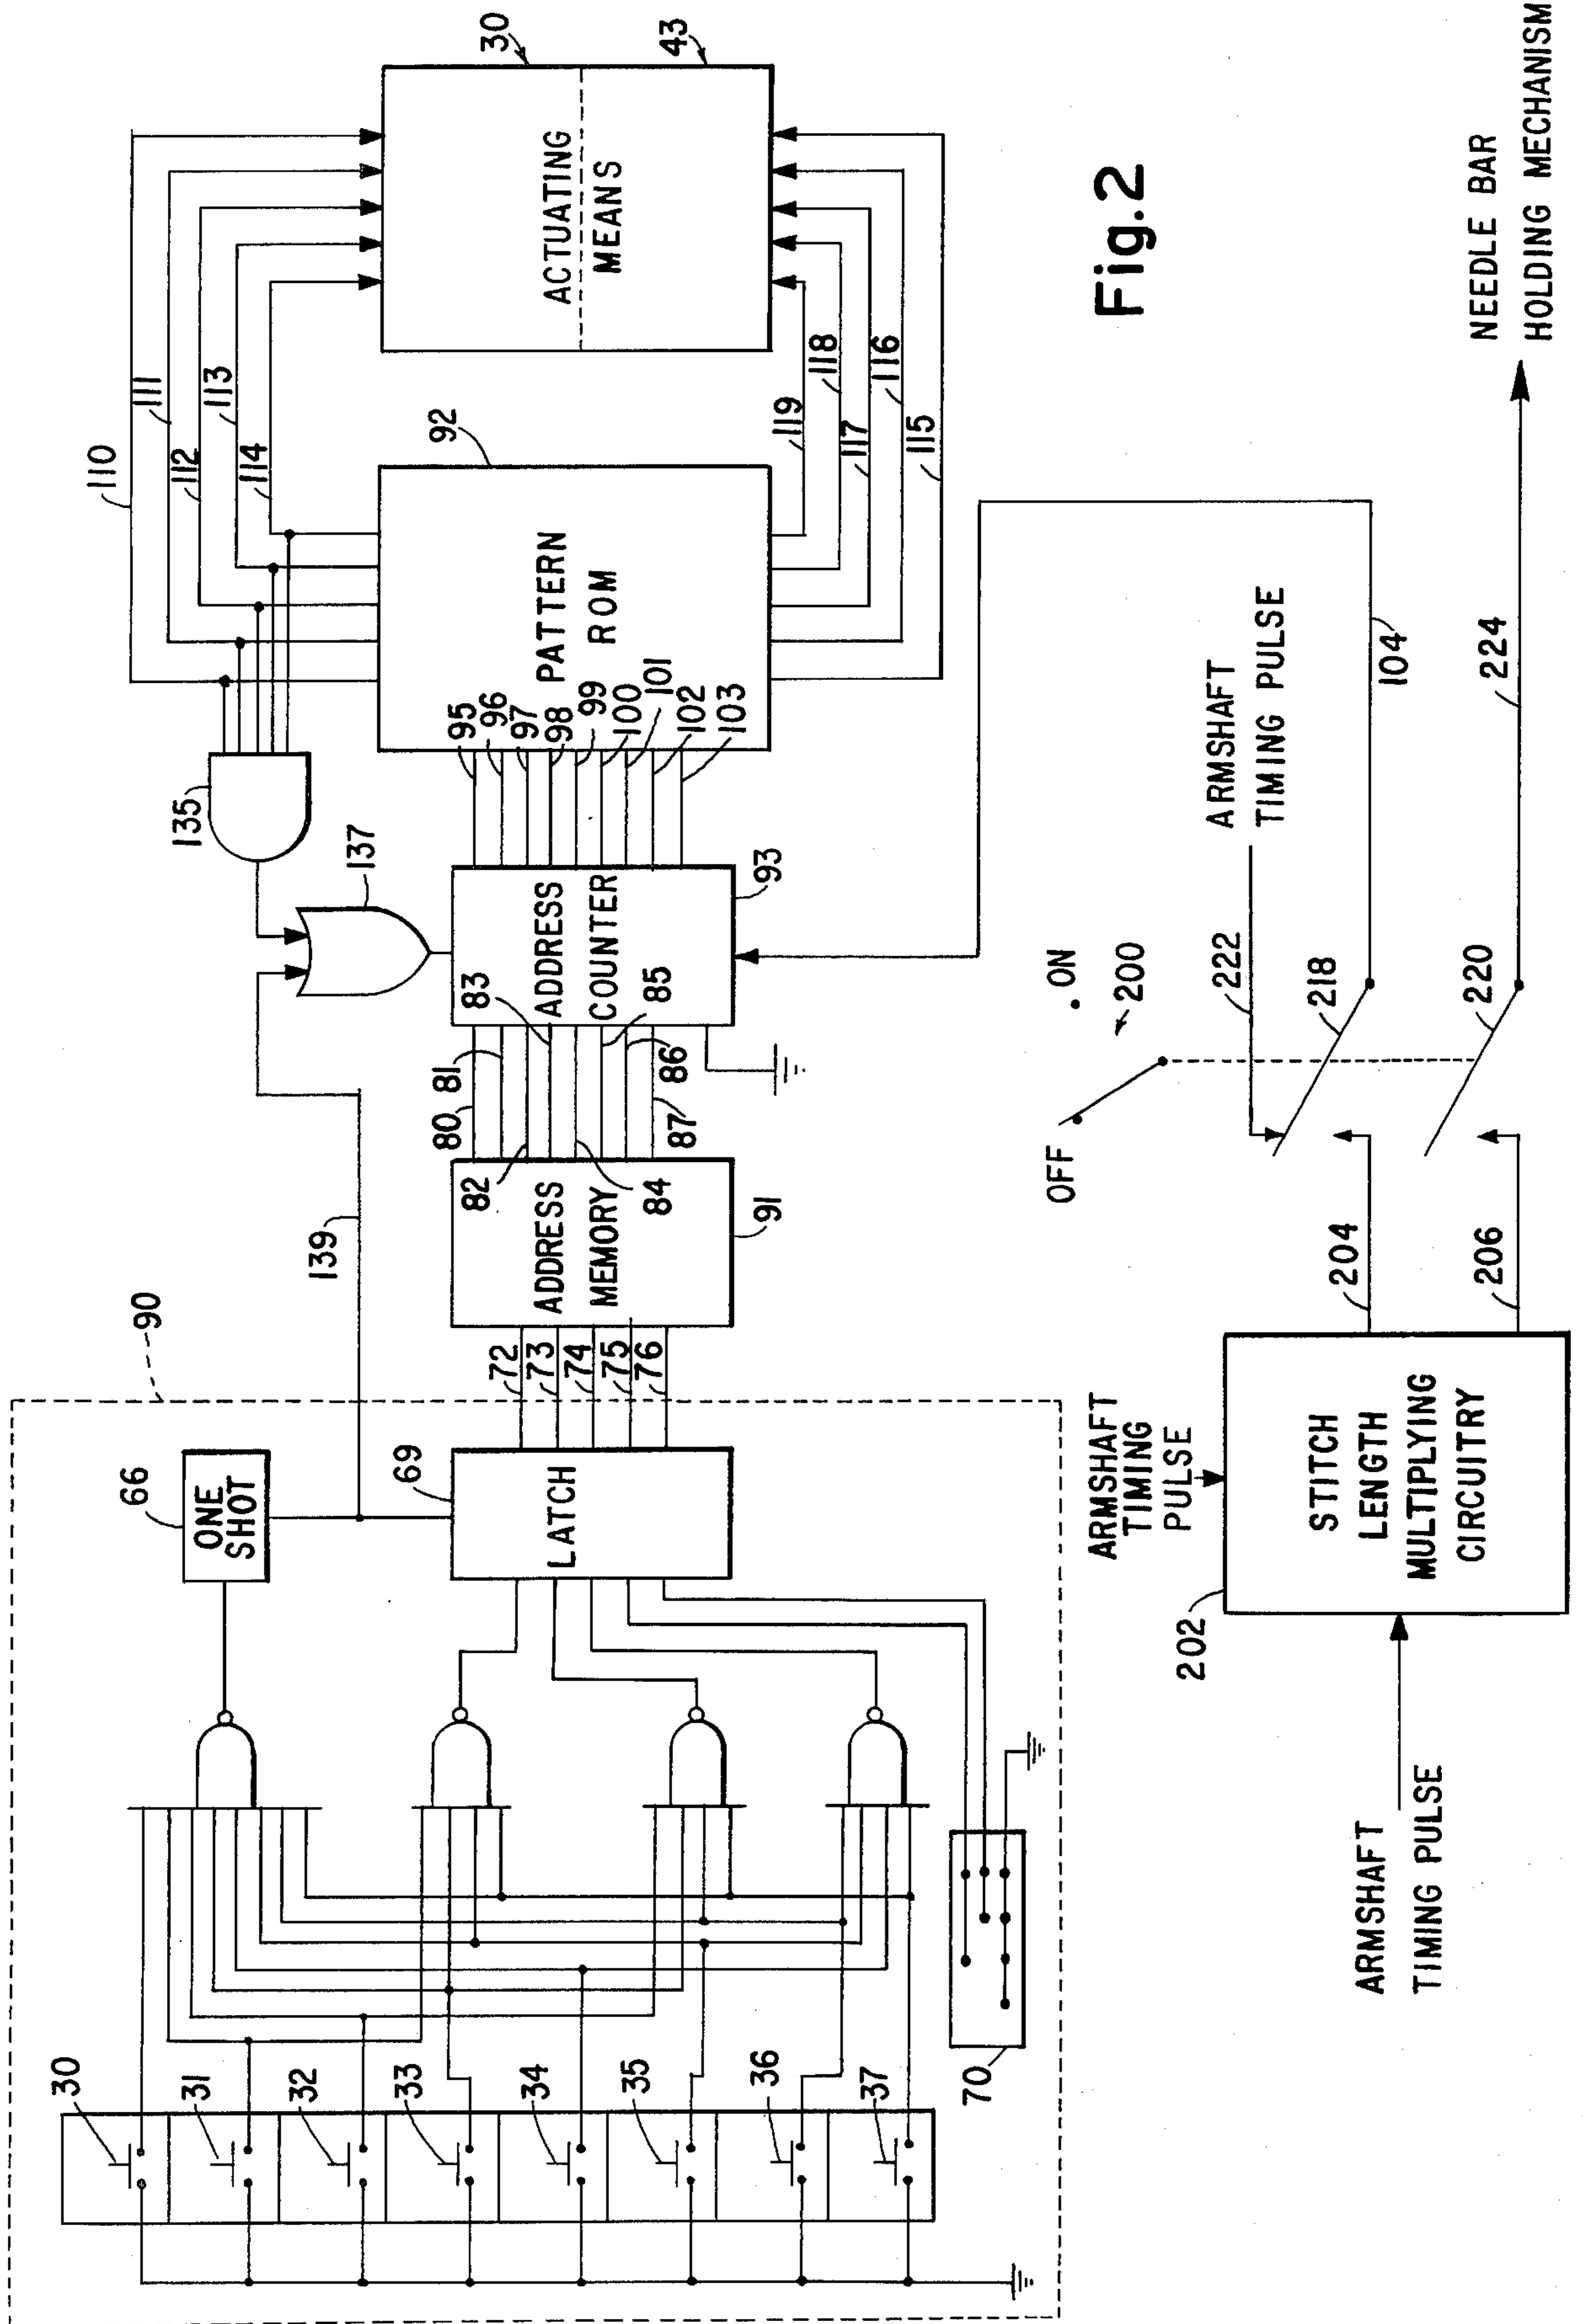 90
66
ONE
SHOT
139
69
LATCH
30
31
32
33
34
35
36
37
70
72
73
74
75
76
ADDRESS
MEMORY
91
80
81
82
83
84
85
86
87
ADDRESS
COUNTER
93
135
137
95
96
97
98
99
100
101
102
103
PATTERN
ROM
92
110
111
112
113
114
119
118
117
116
115
ACTUATING
MEANS
30
43
Fig.2
ARMSHAFT
TIMING PULSE
ARMSHAFT
TIMING
PULSE
202
STITCH
LENGTH
MULTIPLYING
CIRCUITRY
204
206
OFF
ON
200
222
218
220
ARMSHAFT
TIMING PULSE
104
224
NEEDLE BAR
HOLDING MECHANISM